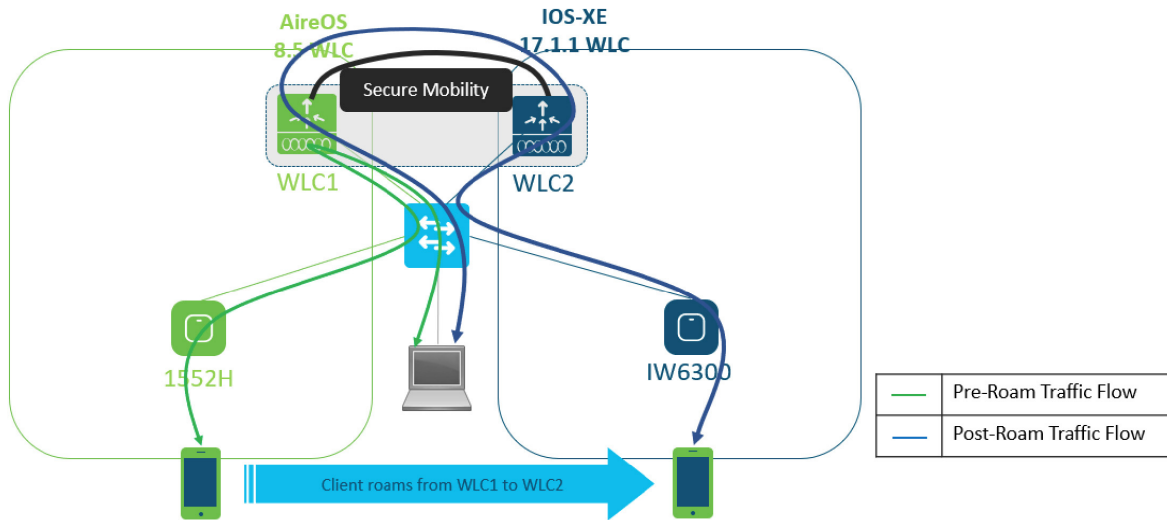 AireOS
8.5 WLC
IOS-XE
17.1.1 WLC
Secure Mobility
WLC1
WLC2
1552H
IW6300
Pre-Roam Traffic Flow
Post-Roam Traffic Flow
Client roams from WLC1 to WLC2